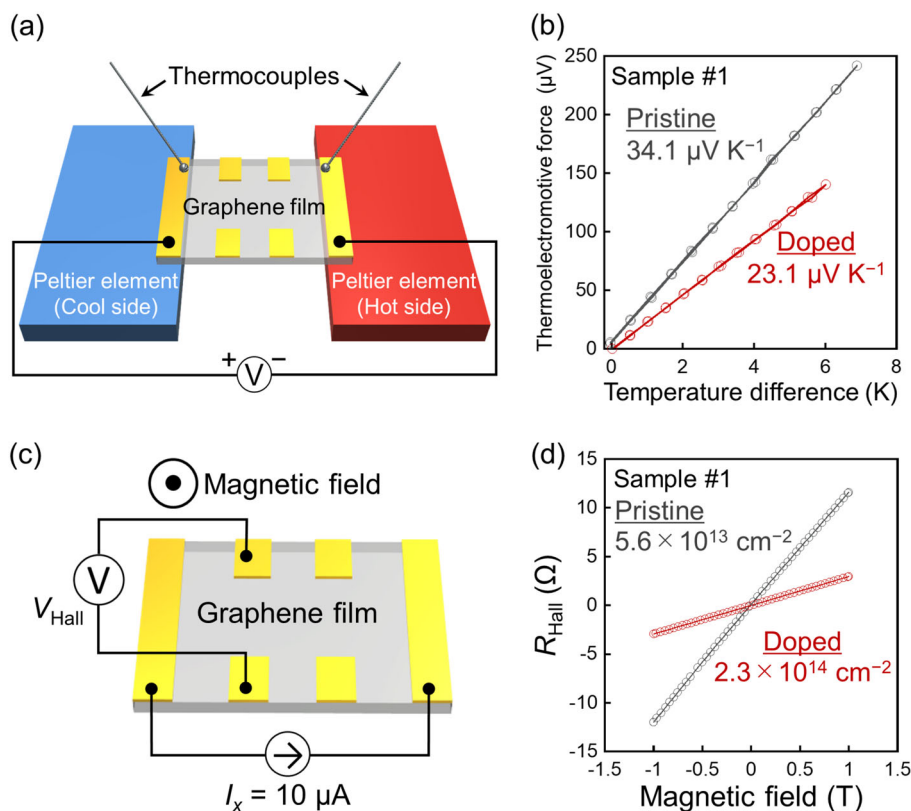 (a)
Thermocouples
Graphene film
Peltier element
(Cool side)
Peltier element
(Hot side)
+ V −
(b)
Thermoelectromotive force (μV)
250
200
150
100
50
0
Sample #1
Pristine
34.1 μV K⁻¹
Doped
23.1 μV K⁻¹
0 2 4 6 8
Temperature difference (K)
(c)
Magnetic field
V
V_Hall
Graphene film
I_x = 10 μA
(d)
R_Hall (Ω)
15
10
5
0
-5
-10
-15
Sample #1
Pristine
5.6 × 10¹³ cm⁻²
Doped
2.3 × 10¹⁴ cm⁻²
-1.5 -1 -0.5 0 0.5 1 1.5
Magnetic field (T)